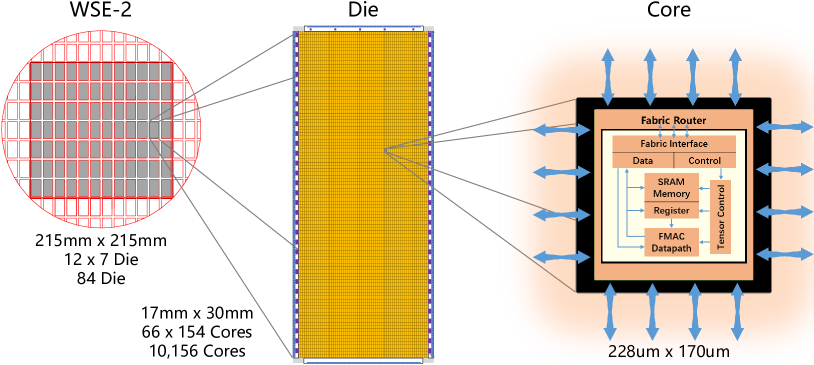 WSE-2
Die
Core
215mm x 215mm
12 x 7 Die
84 Die
17mm x 30mm
66 x 154 Cores
10,156 Cores
Fabric Router
Fabric Interface
Data
Control
SRAM
Memory
Register
FMAC
Datapath
Tensor Control
228um x 170um